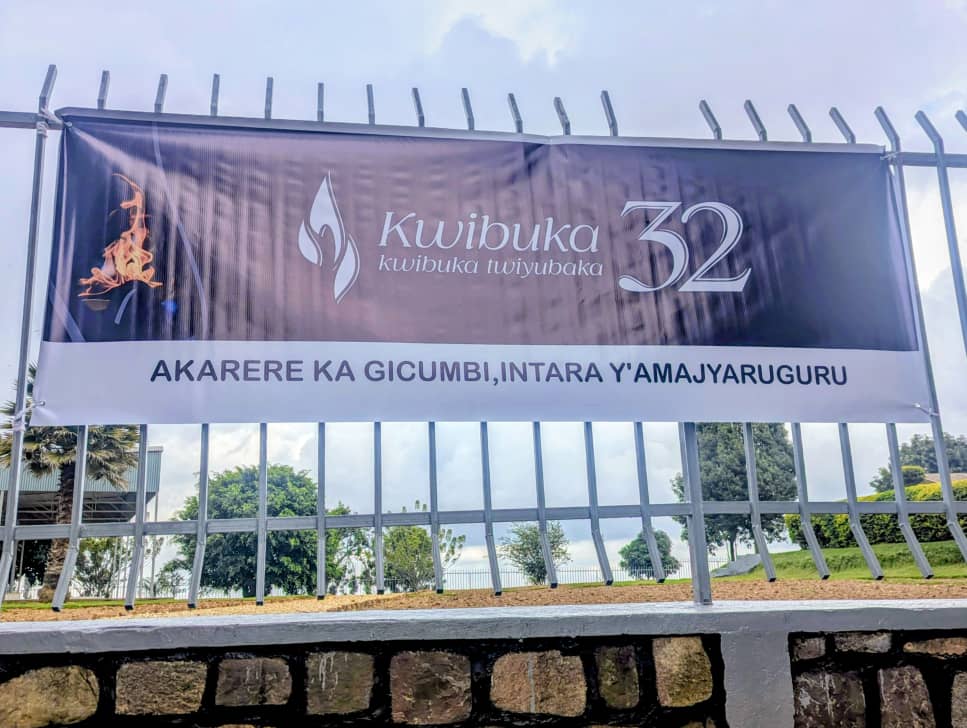 Kwibuka 32
kwibuka twiyubaka
AKARERE KA GICUMBI,INTARA Y'AMAJYARUGURU